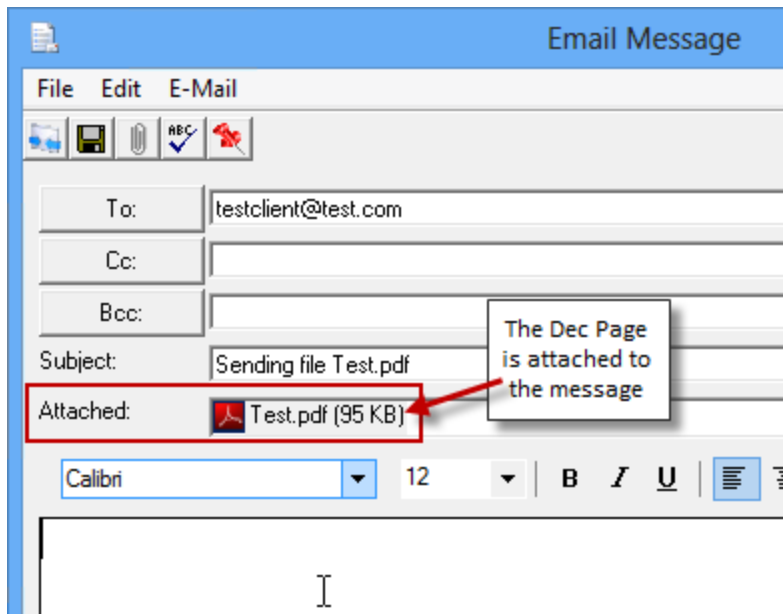 Email Message
File Edit E-Mail
ABC
To: testclient@test.com
Cc:
Bcc:
The Dec Page
is attached to
the message
Subject: Sending file Test.pdf
Attached: Test.pdf (95 KB)
Calibri 12 B I U